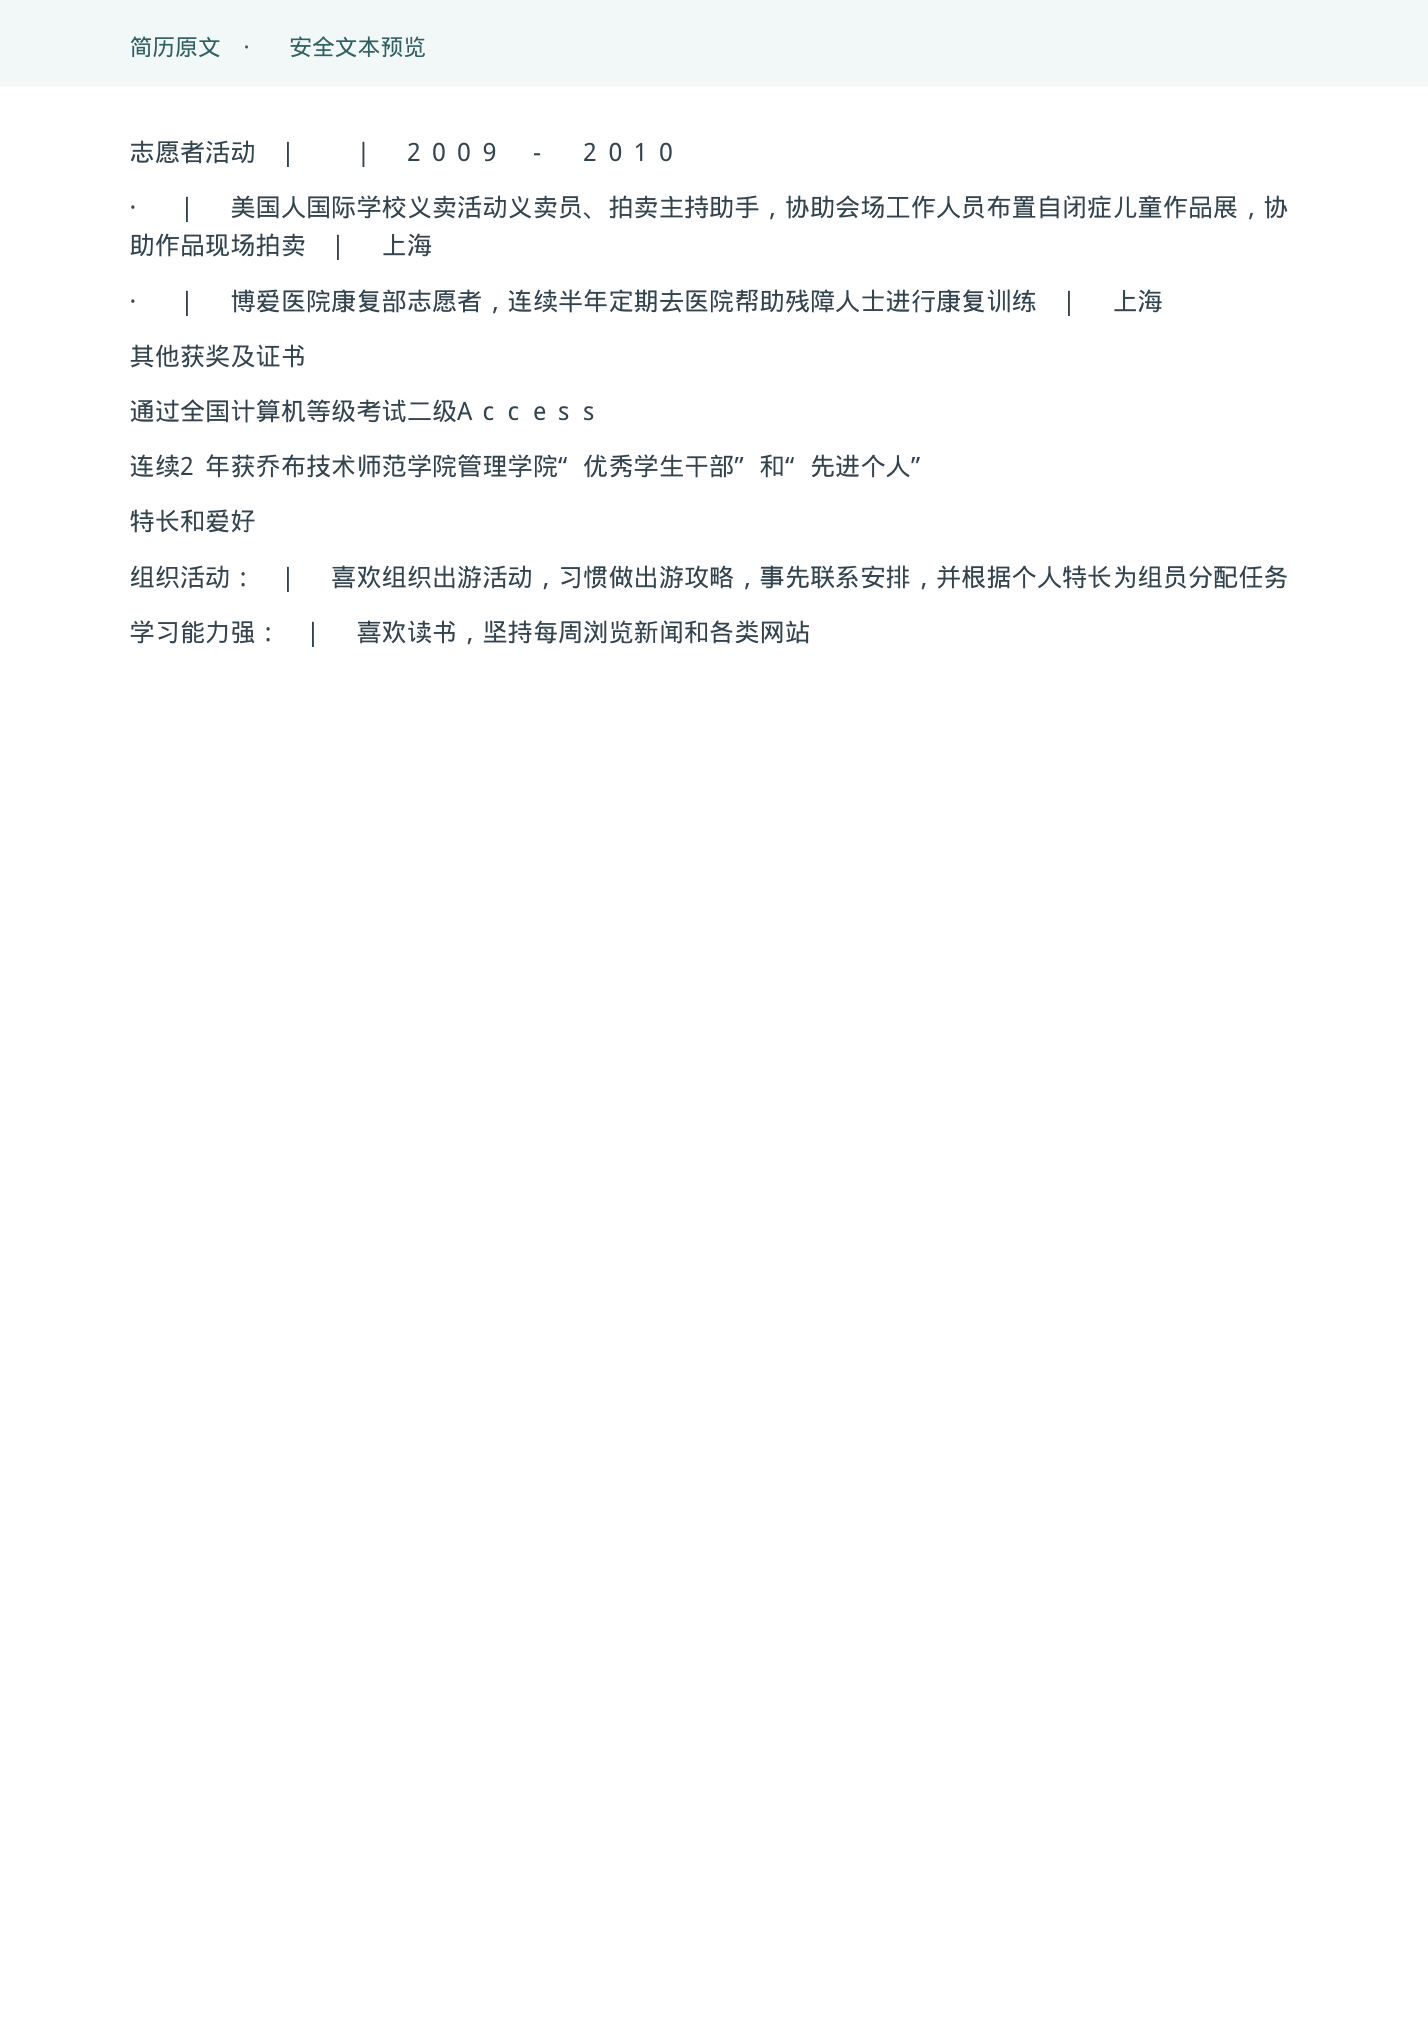 简历原文 · 安全文本预览
志愿者活动 | | 2009 - 2010
· | 美国人国际学校义卖活动义卖员、拍卖主持助手，协助会场工作人员布置自闭症儿童作品展，协
助作品现场拍卖 | 上海
· | 博爱医院康复部志愿者，连续半年定期去医院帮助残障人士进行康复训练 | 上海
其他获奖及证书
通过全国计算机等级考试二级Access
连续2 年获乔布技术师范学院管理学院“ 优秀学生干部” 和“ 先进个人”
特长和爱好
组织活动： | 喜欢组织出游活动，习惯做出游攻略，事先联系安排，并根据个人特长为组员分配任务
学习能力强： | 喜欢读书，坚持每周浏览新闻和各类网站